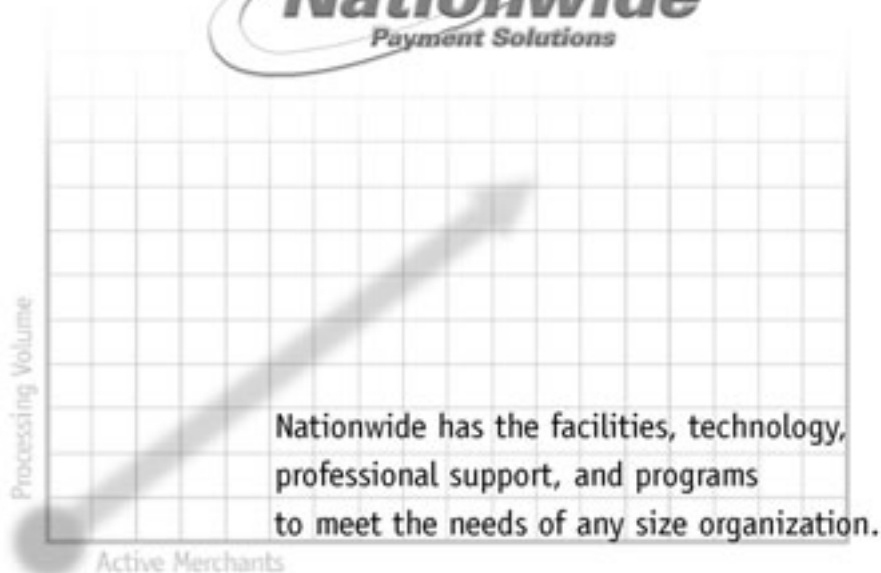 Nationwide
Payment Solutions
Processing Volume
Nationwide has the facilities, technology,
professional support, and programs
to meet the needs of any size organization.
Active Merchants